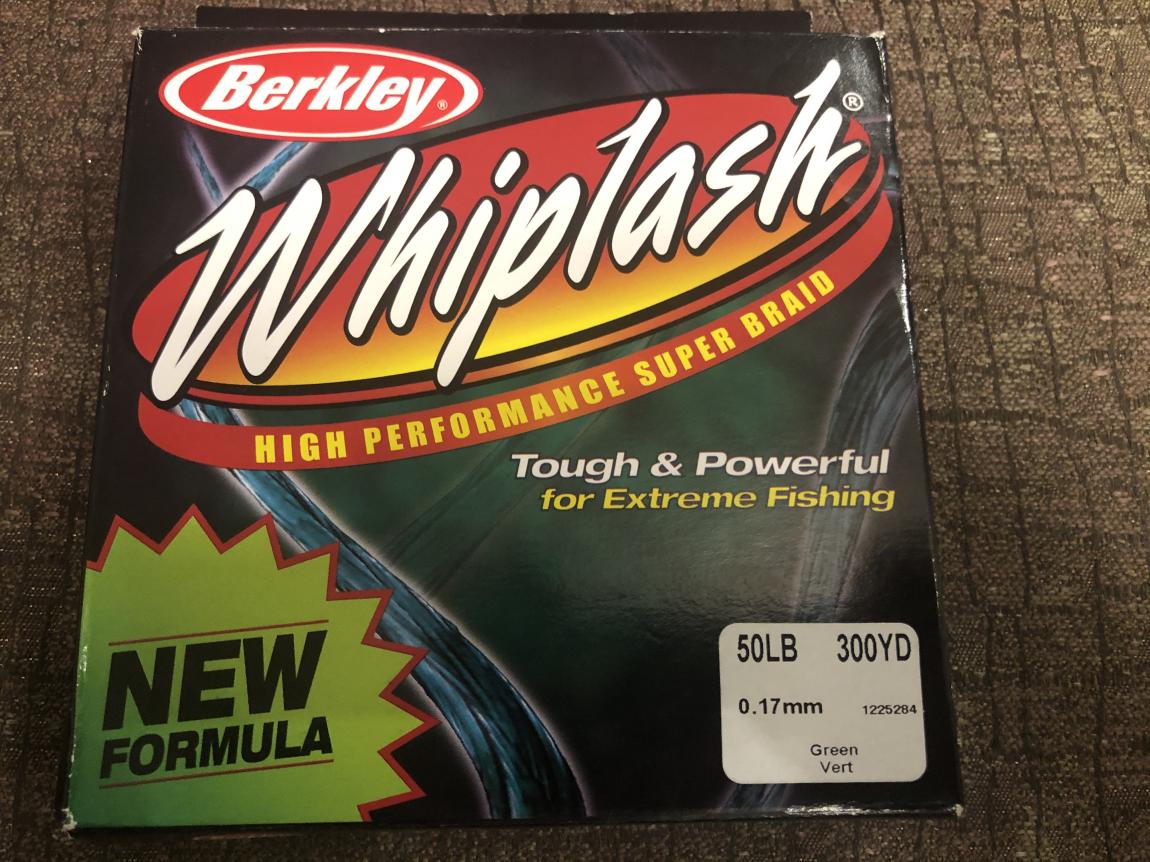 Berkley®
Whiplash®
HIGH PERFORMANCE SUPER BRAID
Tough & Powerful
for Extreme Fishing
NEW
FORMULA
50LB 300YD
0.17mm 1225284
Green
Vert